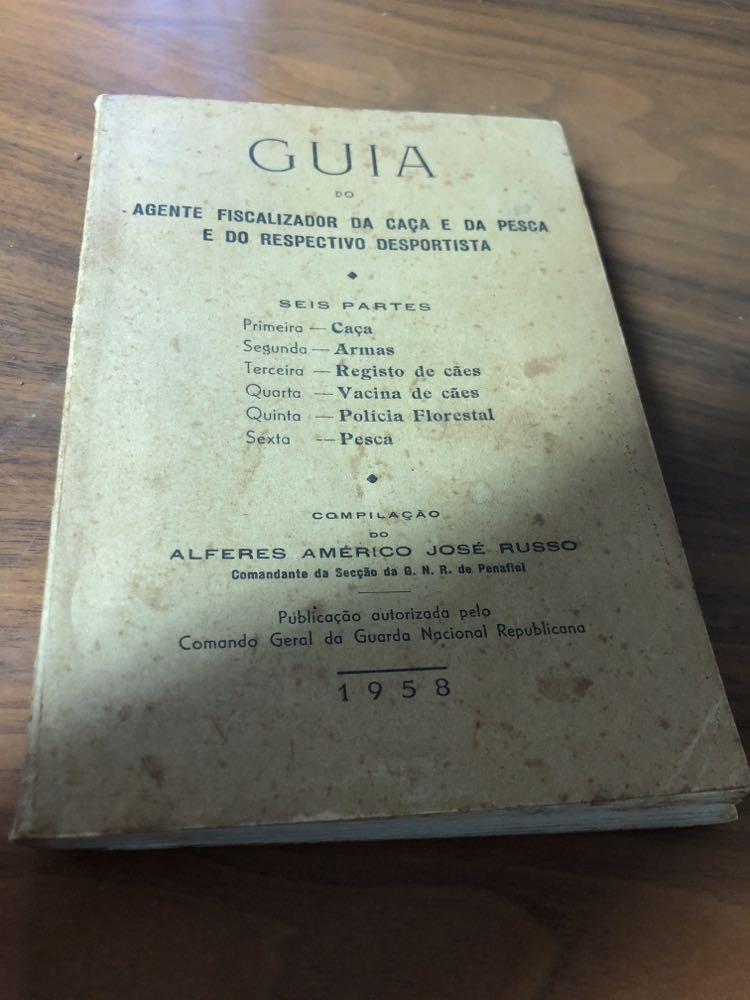 GUIA
DO
AGENTE FISCALIZADOR DA CAÇA E DA PESCA
E DO RESPECTIVO DESPORTISTA
SEIS PARTES
Primeira — Caça
Segunda — Armas
Terceira — Registo de cães
Quarta — Vacina de cães
Quinta — Polícia Florestal
Sexta — Pesca
COMPILAÇÃO
DO
ALFERES AMÉRICO JOSÉ RUSSO
Comandante da Secção da G. N. R. de Penafiel
Publicação autorizada pelo
Comando Geral da Guarda Nacional Republicana
1958